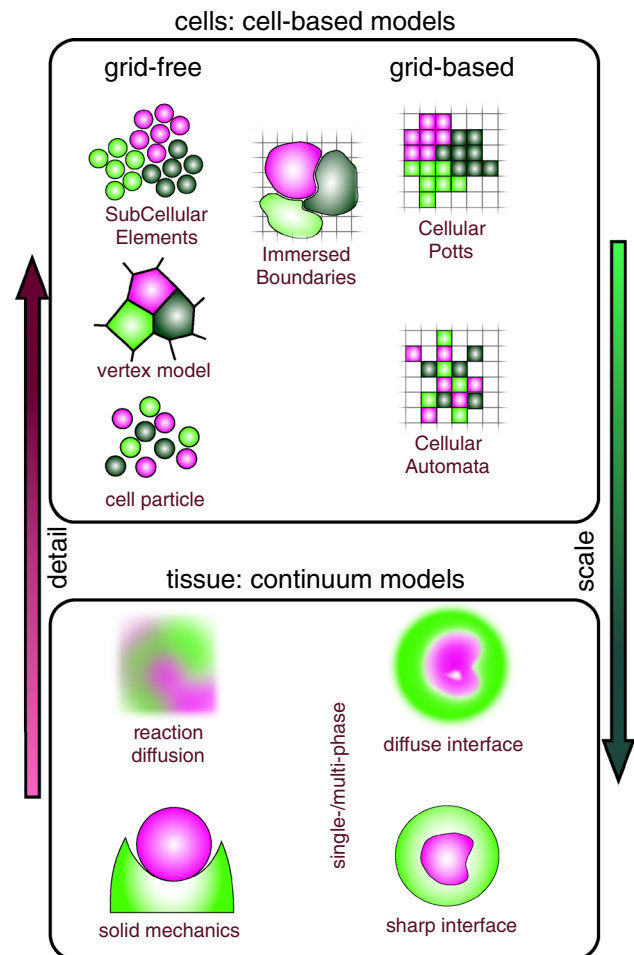 cells: cell-based models
grid-free
grid-based
SubCellular
Elements
Immersed
Boundaries
Cellular
Potts
vertex model
Cellular
Automata
cell particle
detail
scale
tissue: continuum models
reaction
diffusion
single-/multi-phase
diffuse interface
solid mechanics
sharp interface